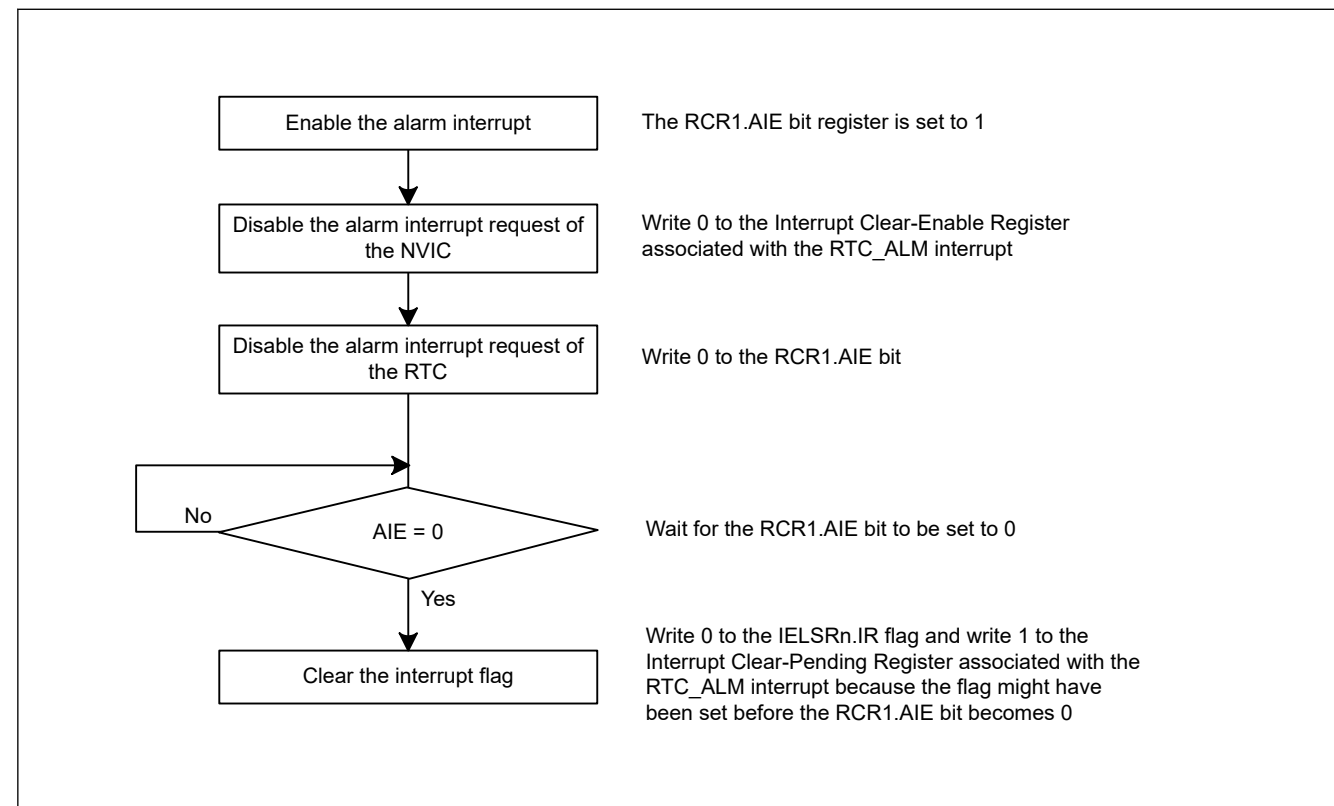 Enable the alarm interrupt
The RCR1.AIE bit register is set to 1
Disable the alarm interrupt request of
the NVIC
Write 0 to the Interrupt Clear-Enable Register
associated with the RTC_ALM interrupt
Disable the alarm interrupt request of
the RTC
Write 0 to the RCR1.AIE bit
No
AIE = 0
Wait for the RCR1.AIE bit to be set to 0
Yes
Clear the interrupt flag
Write 0 to the IELSRn.IR flag and write 1 to the
Interrupt Clear-Pending Register associated with the
RTC_ALM interrupt because the flag might have
been set before the RCR1.AIE bit becomes 0